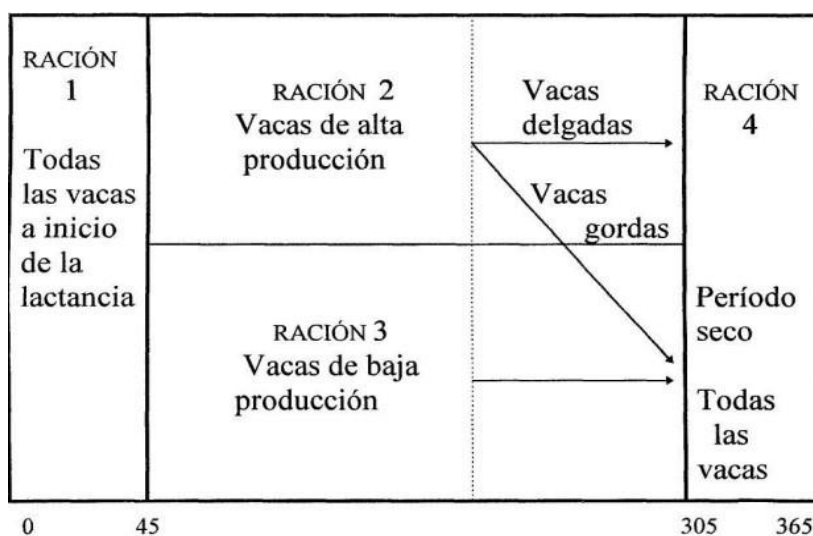 RACIÓN
1
Todas
las vacas
a inicio
de la
lactancia
RACIÓN 2
Vacas de alta
producción
Vacas
delgadas
Vacas
gordas
RACIÓN 3
Vacas de baja
producción
RACIÓN
4
Período
seco
Todas
las
vacas
0 45 305 365